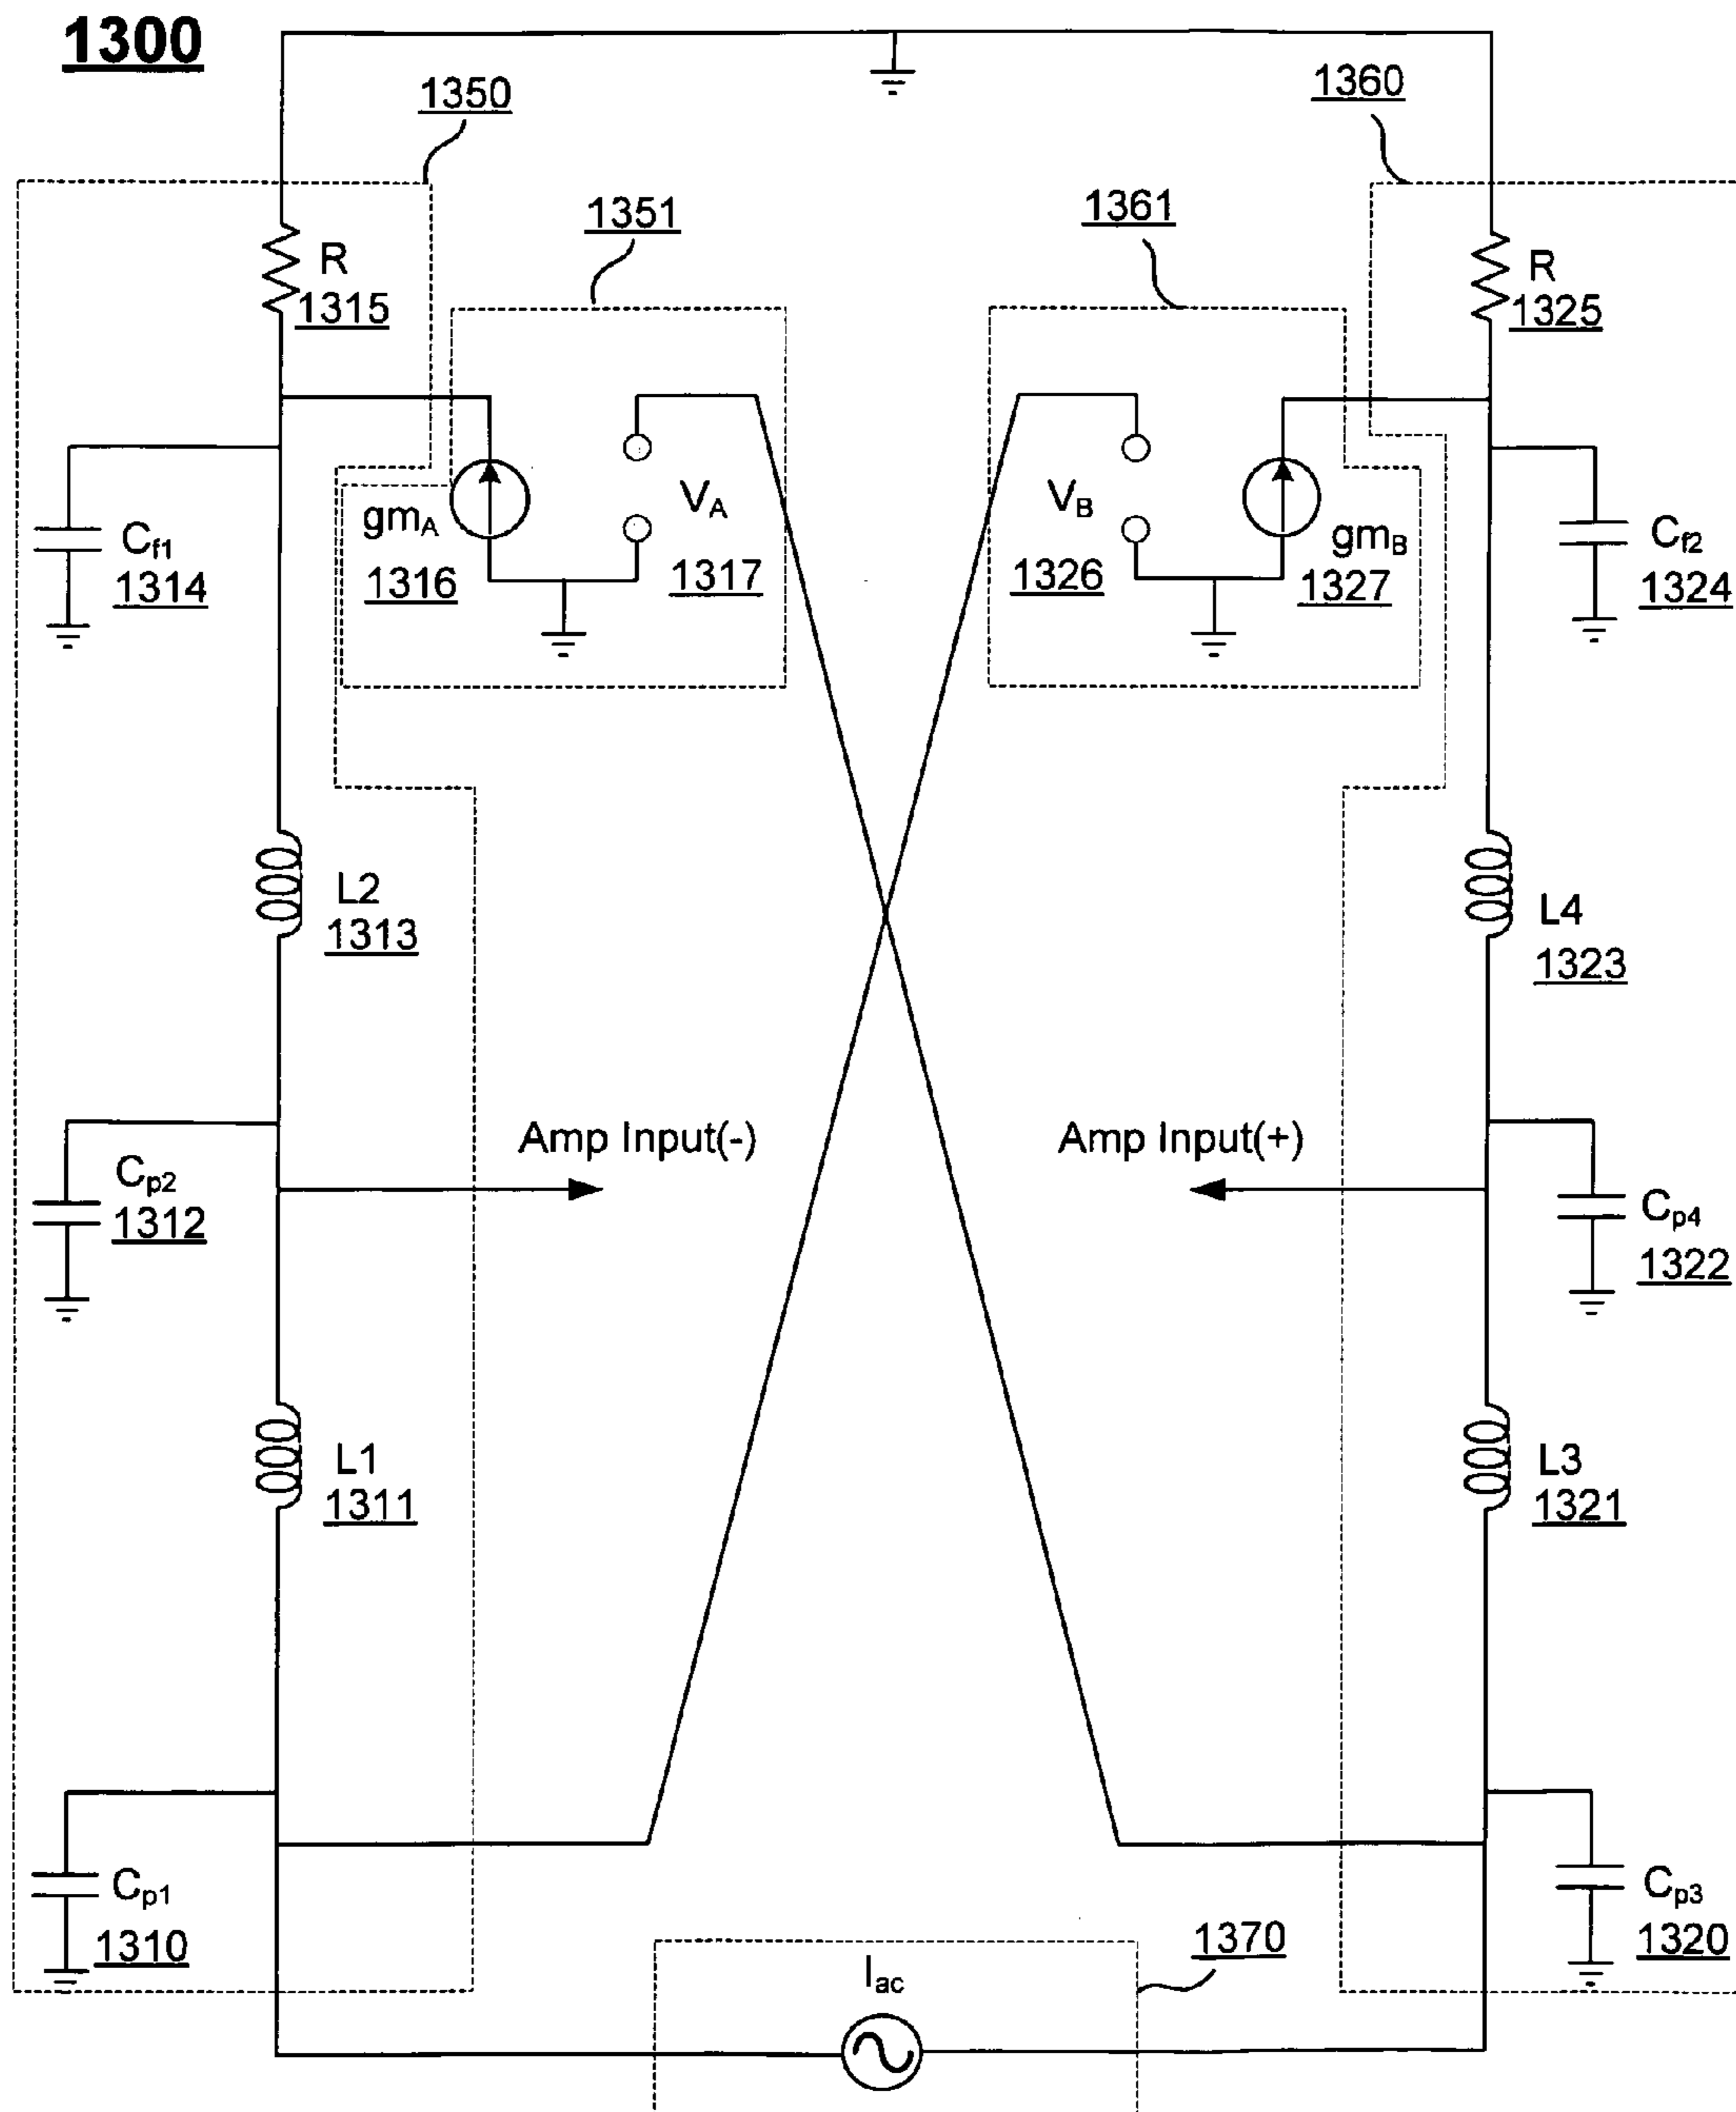 1300
1350
1360
1351
1361
R
1315
R
1325
gmA
1316
VA
1317
VB
1326
gmB
1327
Cf1
1314
Cf2
1324
L2
1313
L4
1323
Amp Input(-)
Amp Input(+)
Cp2
1312
Cp4
1322
L1
1311
L3
1321
Cp1
1310
Cp3
1320
1370
Iac